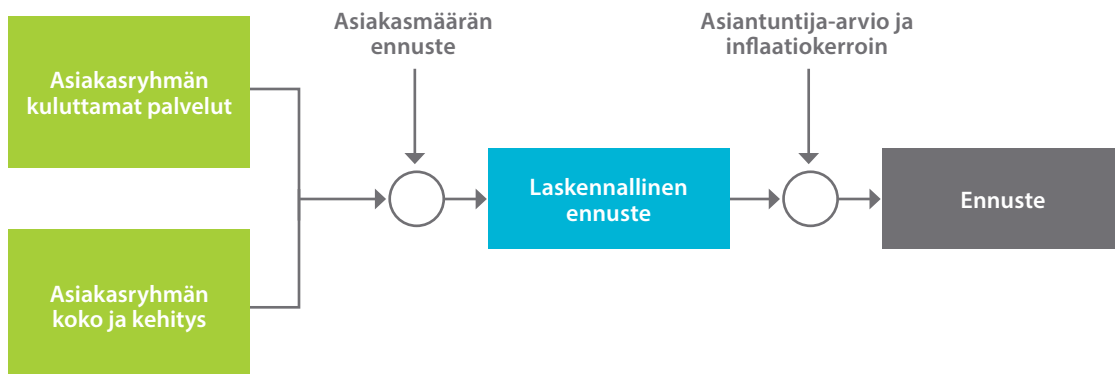 Asiakasryhmän
kuluttamat palvelut
Asiakasmäärän
ennuste
Asiantuntija-arvio ja
inflaatiokerroin
Laskennallinen
ennuste
Ennuste
Asiakasryhmän
koko ja kehitys